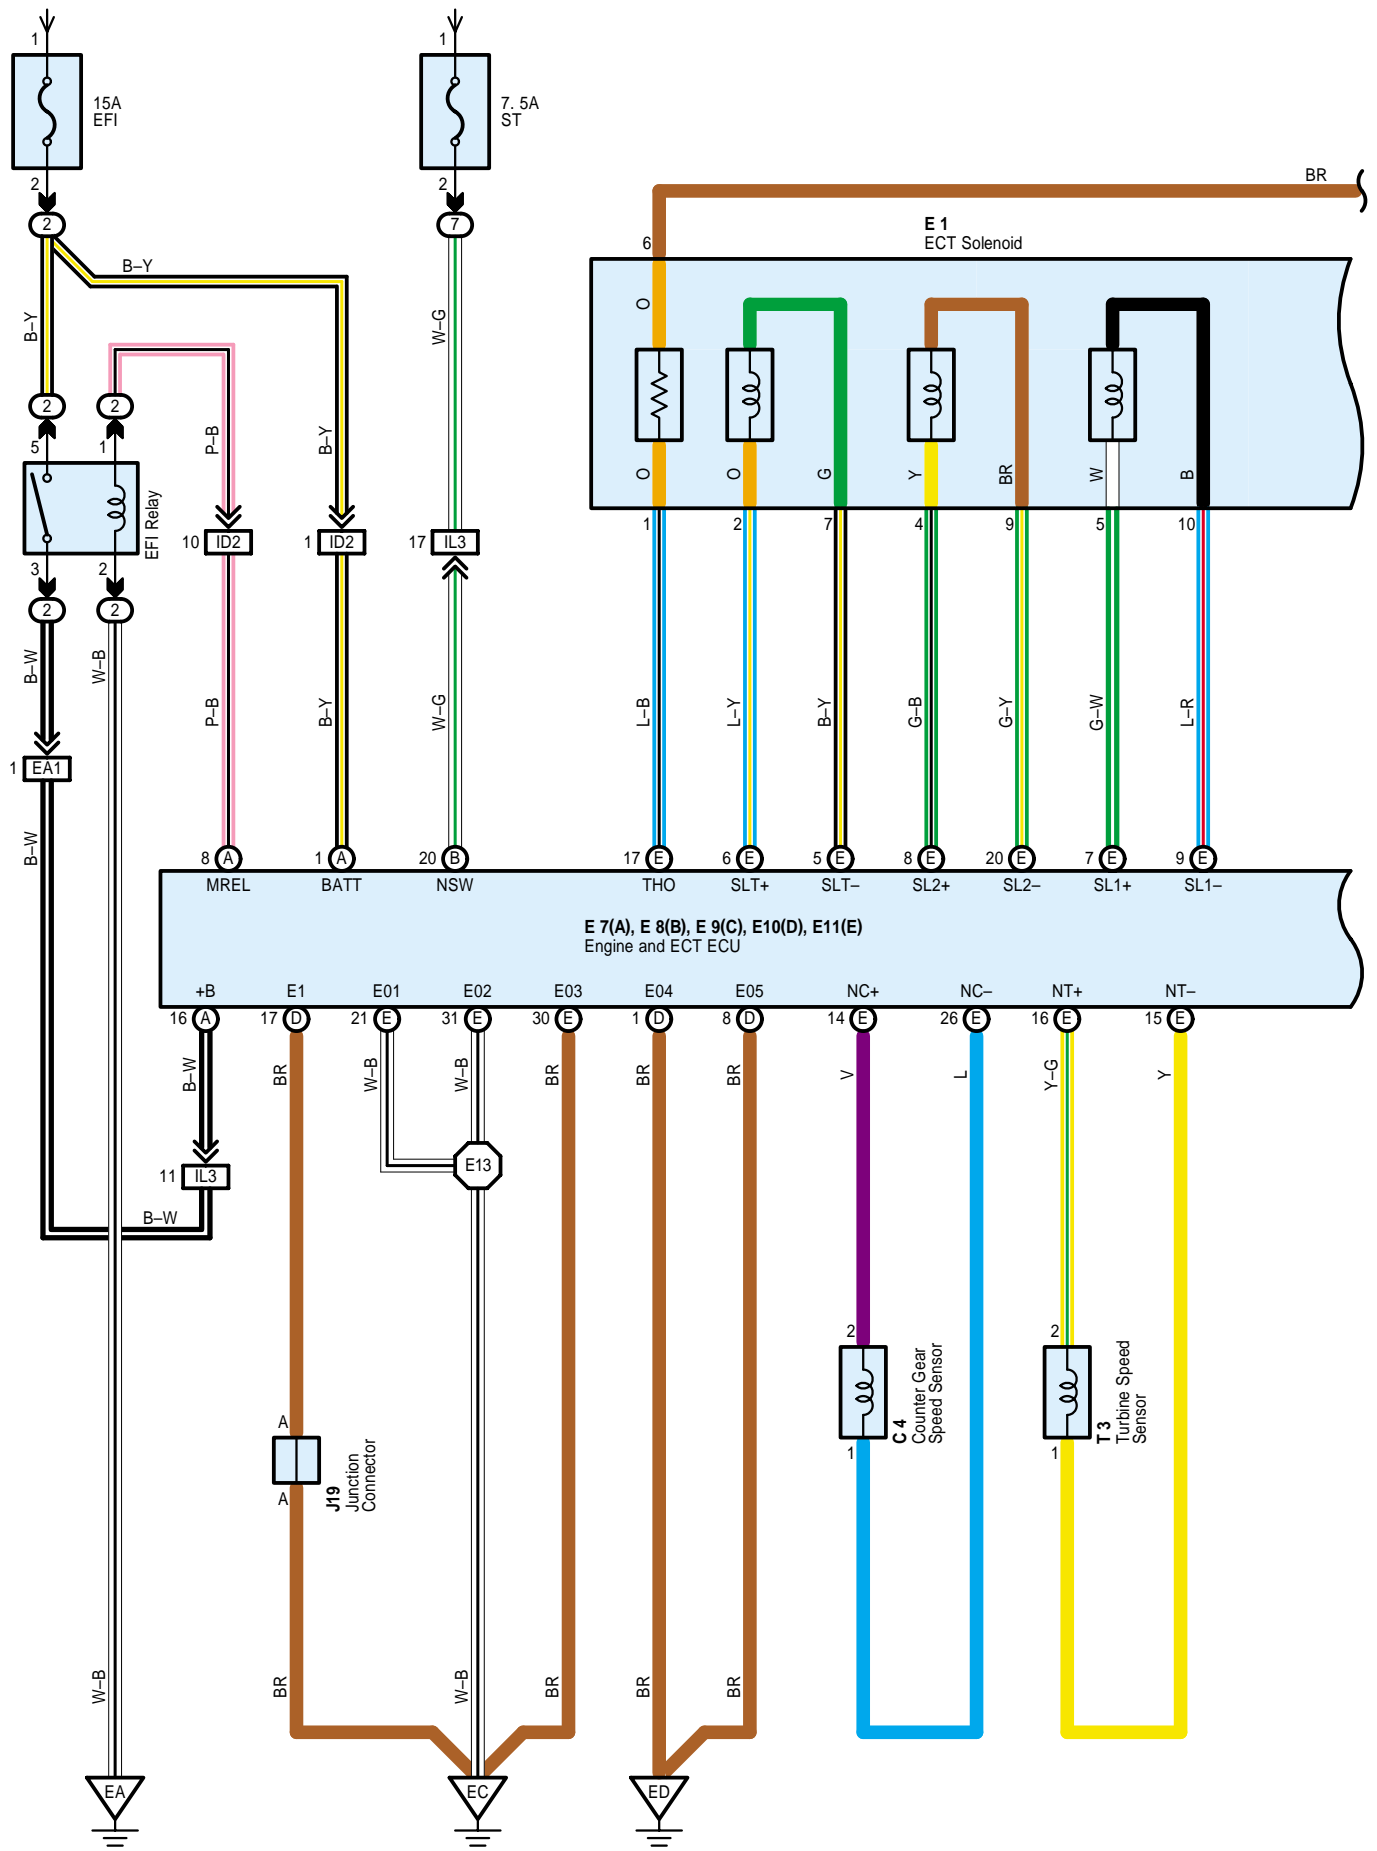 1
15A
EFI
2
2
1
7. 5A
ST
2
7
BR
E 1
ECT Solenoid
6
B–Y
B–Y
W–G
O
2
2
5
1
P–B
B–Y
O
O
G
Y
BR
W
B
EFI Relay
10
ID2
1
ID2
17
IL3
1
2
7
4
9
5
10
3
2
2
2
B–W
W–B
P–B
B–Y
W–G
L–B
L–Y
B–Y
G–B
G–Y
G–W
L–R
1
EA1
B–W
8
A
1
A
20
B
17
E
6
E
5
E
8
E
20
E
7
E
9
E
MREL
BATT
NSW
THO
SLT+
SLT–
SL2+
SL2–
SL1+
SL1–
E 7(A), E 8(B), E 9(C), E10(D), E11(E)
Engine and ECT ECU
+B
E1
E01
E02
E03
E04
E05
NC+
NC–
NT+
NT–
16
A
17
D
21
E
31
E
30
E
1
D
8
D
14
E
26
E
16
E
15
E
B–W
BR
W–B
W–B
BR
BR
BR
V
L
Y–G
Y
11
IL3
E13
B–W
2
2
C 4
Counter Gear
Speed Sensor
T 3
Turbine Speed
Sensor
1
1
A
A
J19
Junction
Connector
W–B
BR
W–B
BR
BR
BR
EA
EC
ED